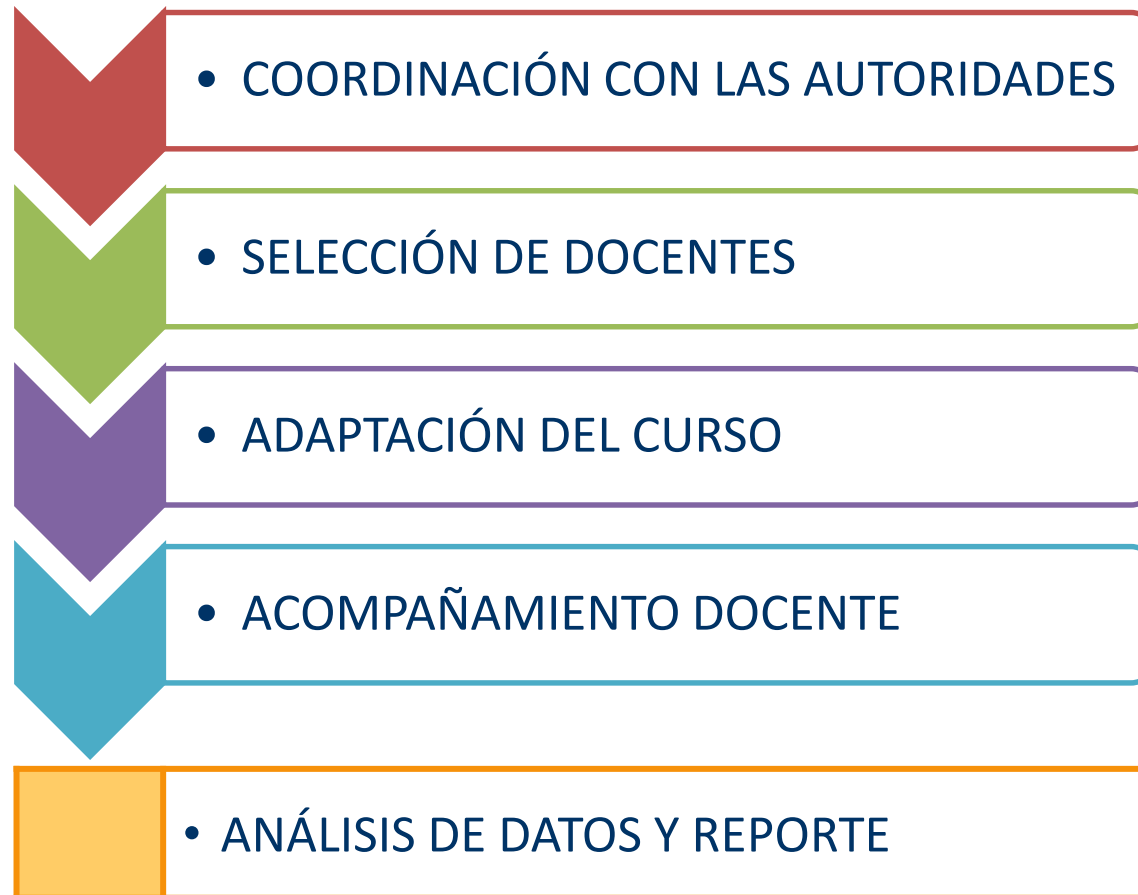 • COORDINACIÓN CON LAS AUTORIDADES
• SELECCIÓN DE DOCENTES
• ADAPTACIÓN DEL CURSO
• ACOMPAÑAMIENTO DOCENTE
• ANÁLISIS DE DATOS Y REPORTE